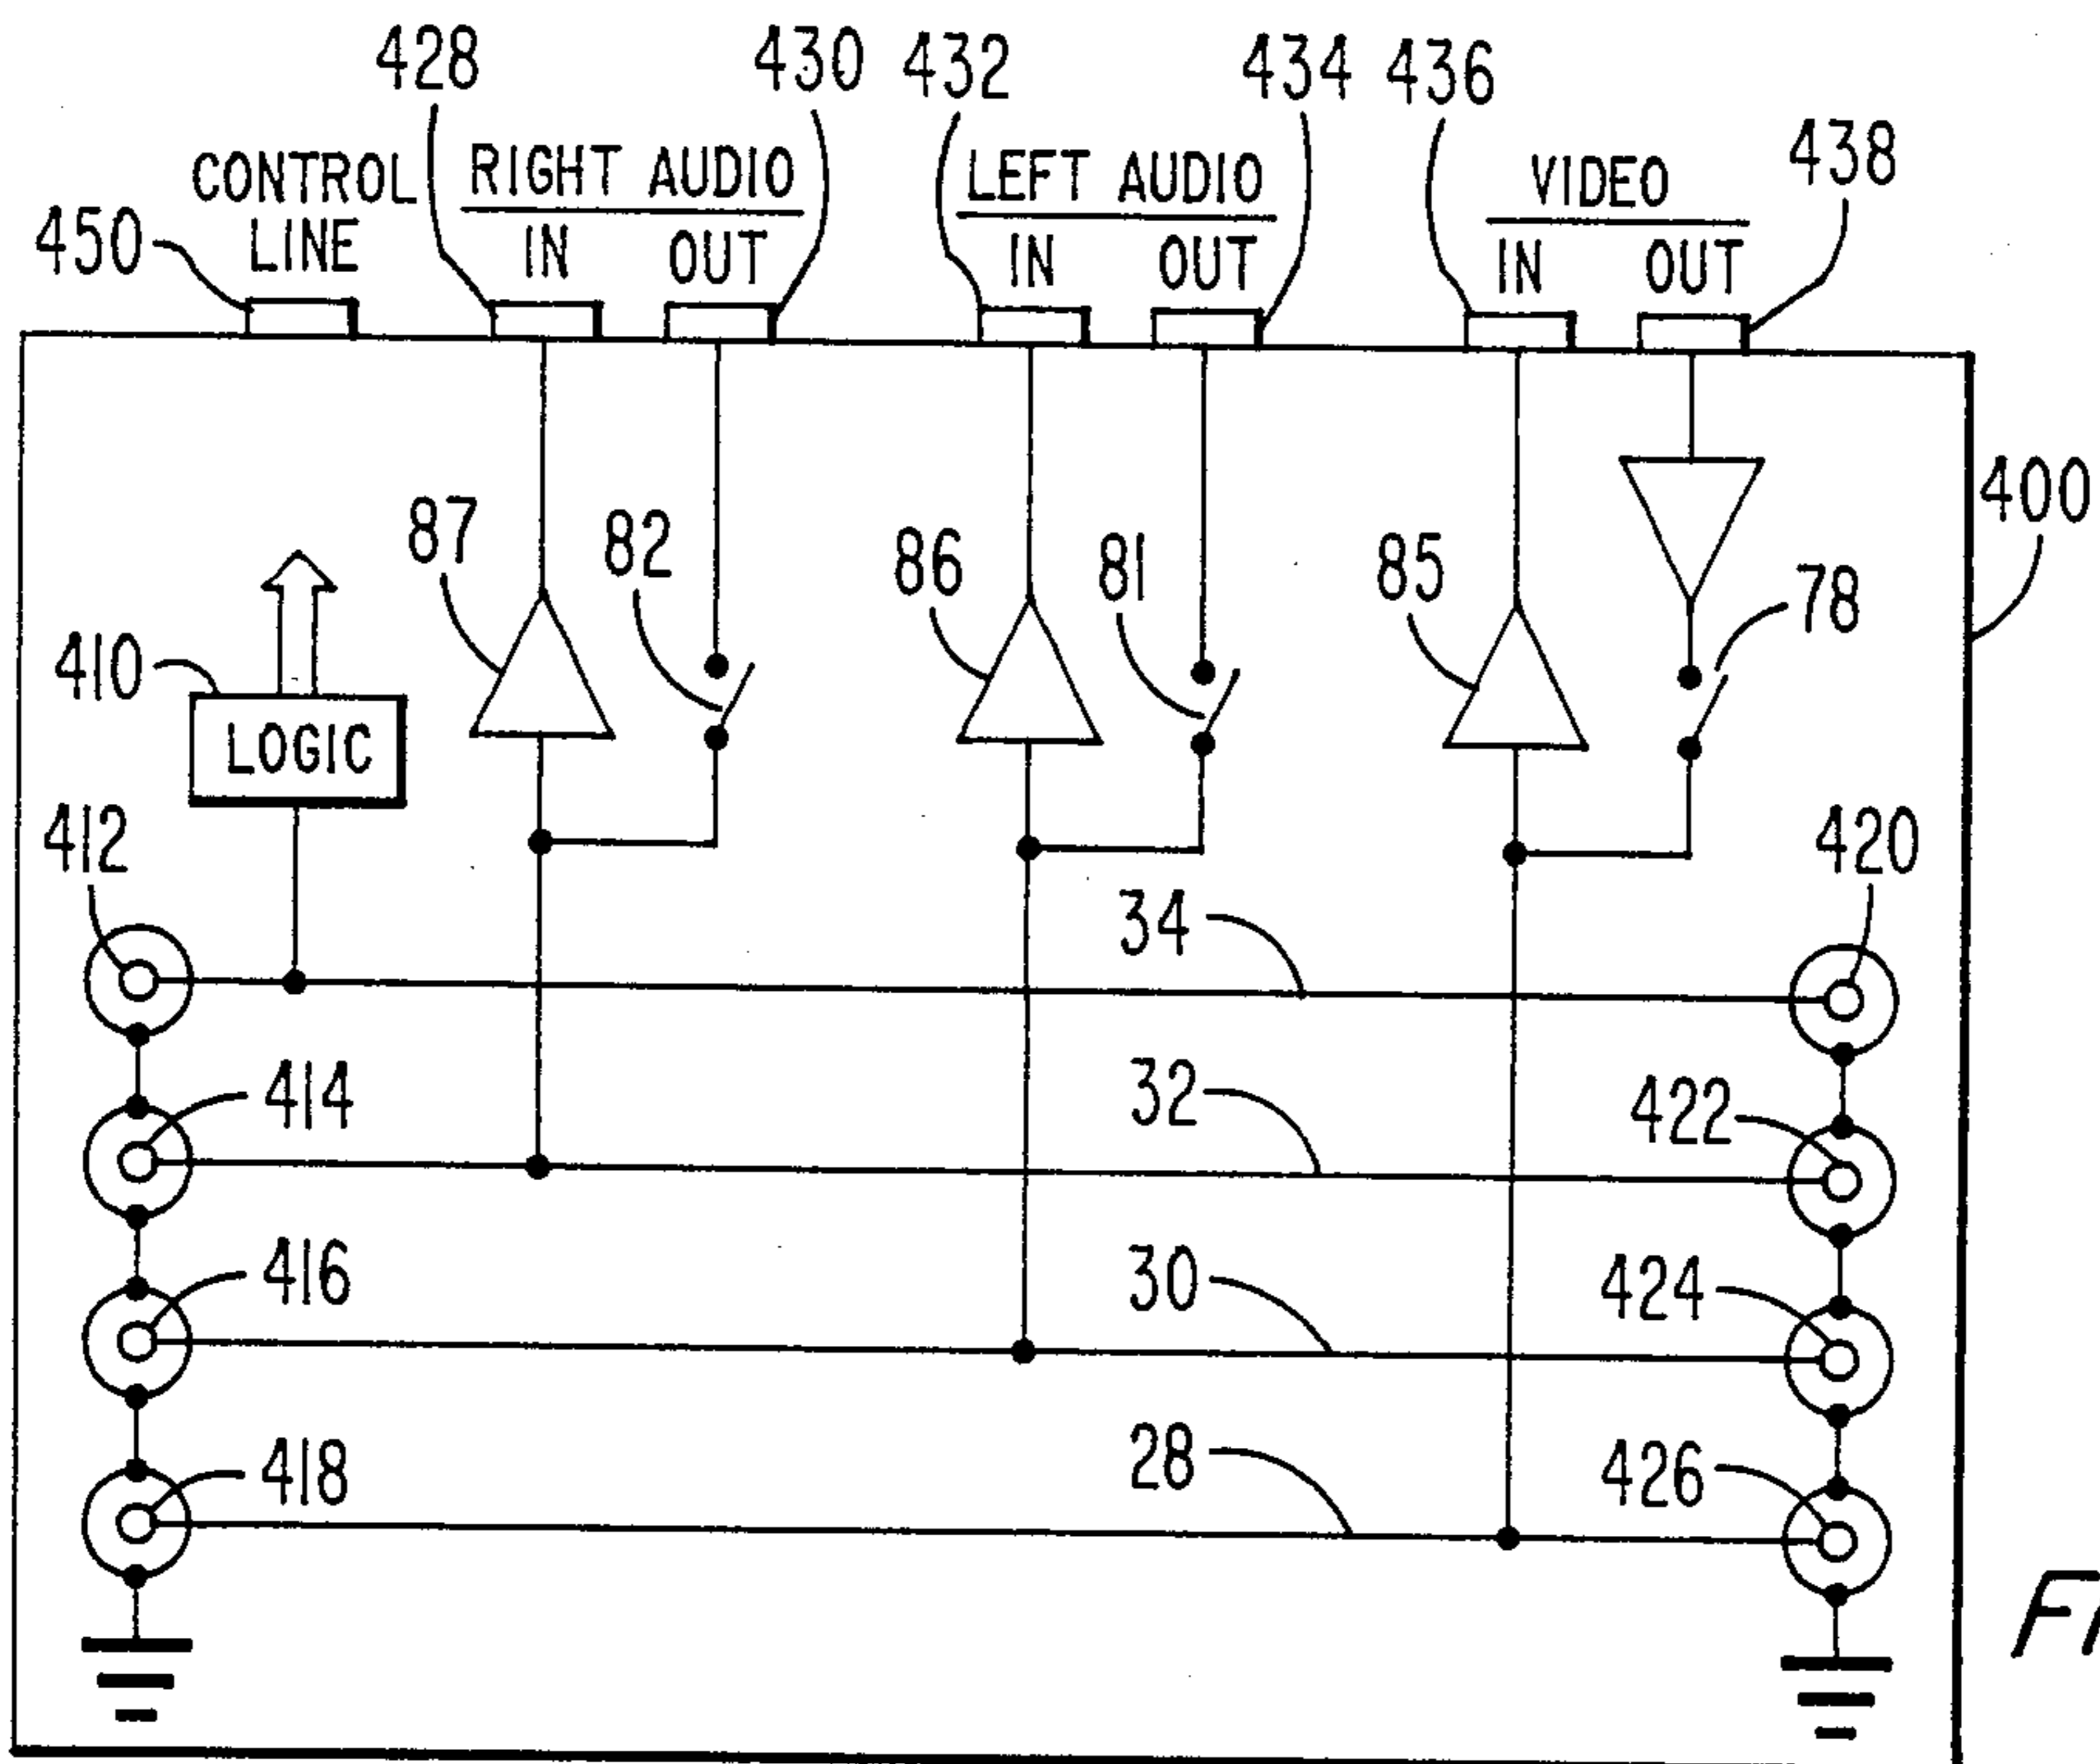 428 430 432 434 436 438
CONTROL LINE
RIGHT AUDIO
IN OUT
LEFT AUDIO
IN OUT
VIDEO
IN OUT
450
400
87 82 86 81 85 78
410
LOGIC
412 420
34
414 32 422
416 30 424
418 28 426